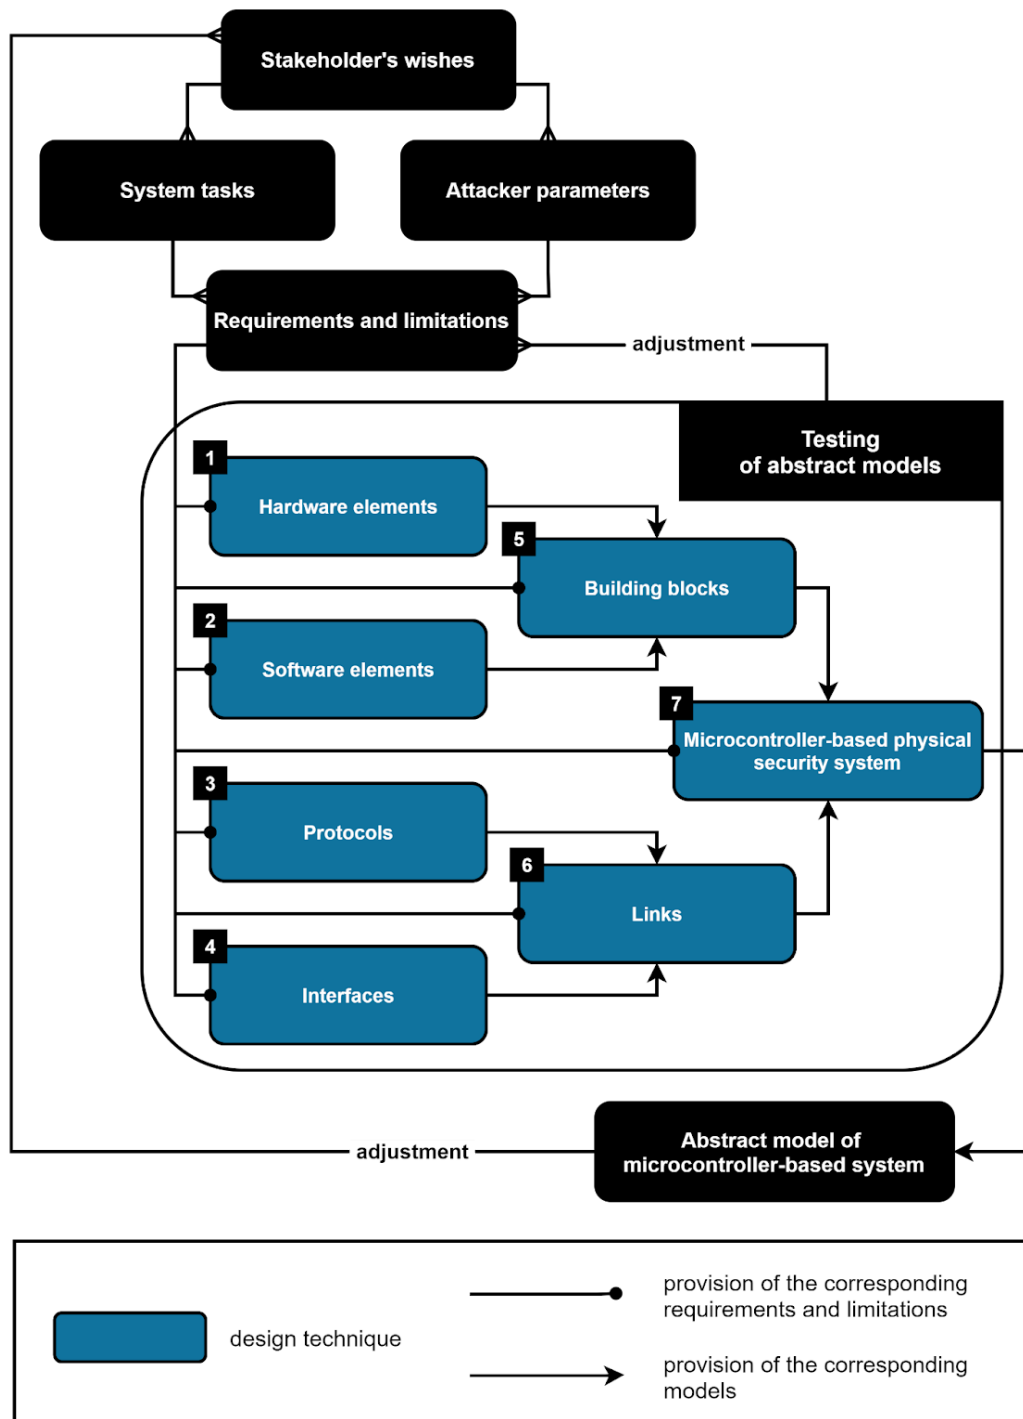 Stakeholder's wishes
System tasks
Attacker parameters
Requirements and limitations
adjustment
Testing
of abstract models
1
Hardware elements
5
Building blocks
2
Software elements
7
Microcontroller-based physical
security system
3
Protocols
6
Links
4
Interfaces
Abstract model of
microcontroller-based system
adjustment
design technique
provision of the corresponding
requirements and limitations
provision of the corresponding
models